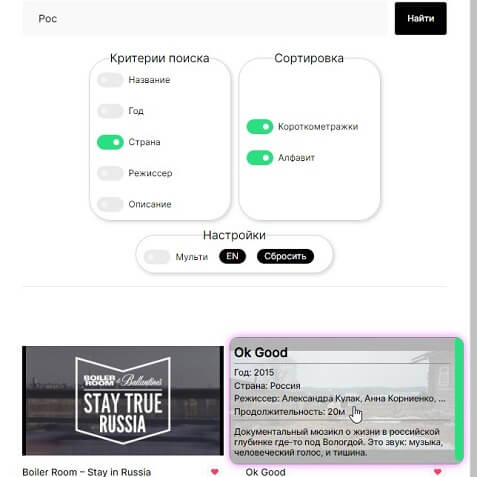 Рос
Найти
Критерии поиска
Название
Год
Страна
Режиссер
Описание
Сортировка
Короткометражки
Алфавит
Настройки
Мульти
EN
Сбросить
BOILER ROOM & Ballantine's
STAY TRUE
RUSSIA
Boiler Room – Stay in Russia
Ok Good
Год: 2015
Страна: Россия
Режиссер: Александра Кулак, Анна Корниенко, ...
Продолжительность: 20м
Документальный мюзикл о жизни в российской
глубинке где-то под Вологдой. Это звук: музыка,
человеческий голос, и тишина.
Ok Good